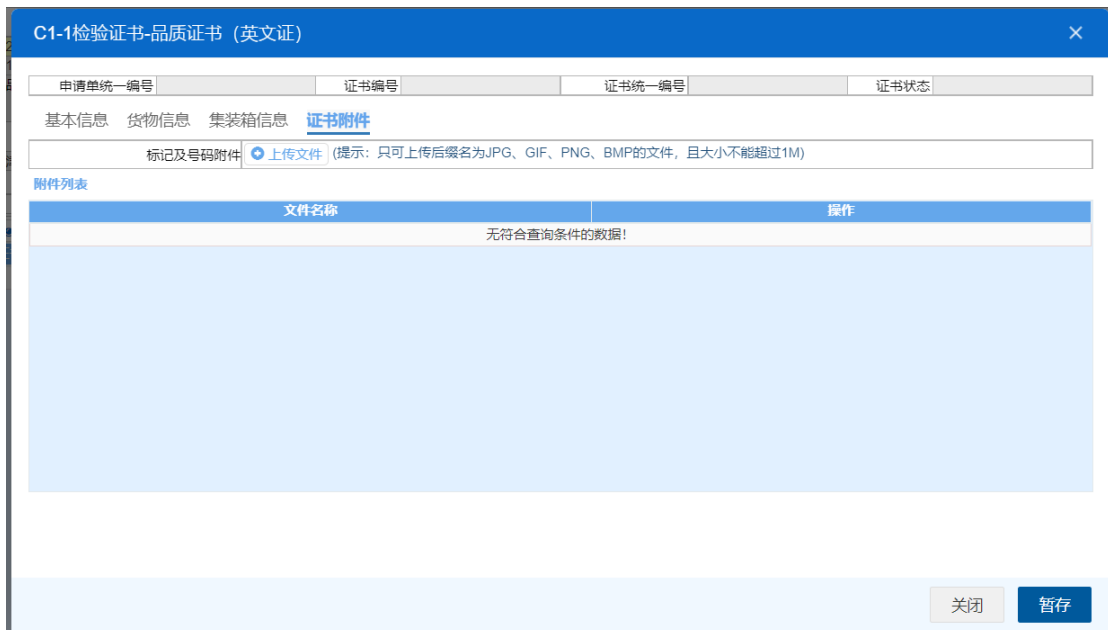 C1-1检验证书-品质证书（英文证）
申请单统一编号 证书编号 证书统一编号 证书状态
基本信息 货物信息 集装箱信息 证书附件
标记及号码附件 上传文件 (提示：只可上传后缀名为JPG、GIF、PNG、BMP的文件，且大小不能超过1M)
附件列表
文件名称 操作
无符合查询条件的数据!
关闭 暂存